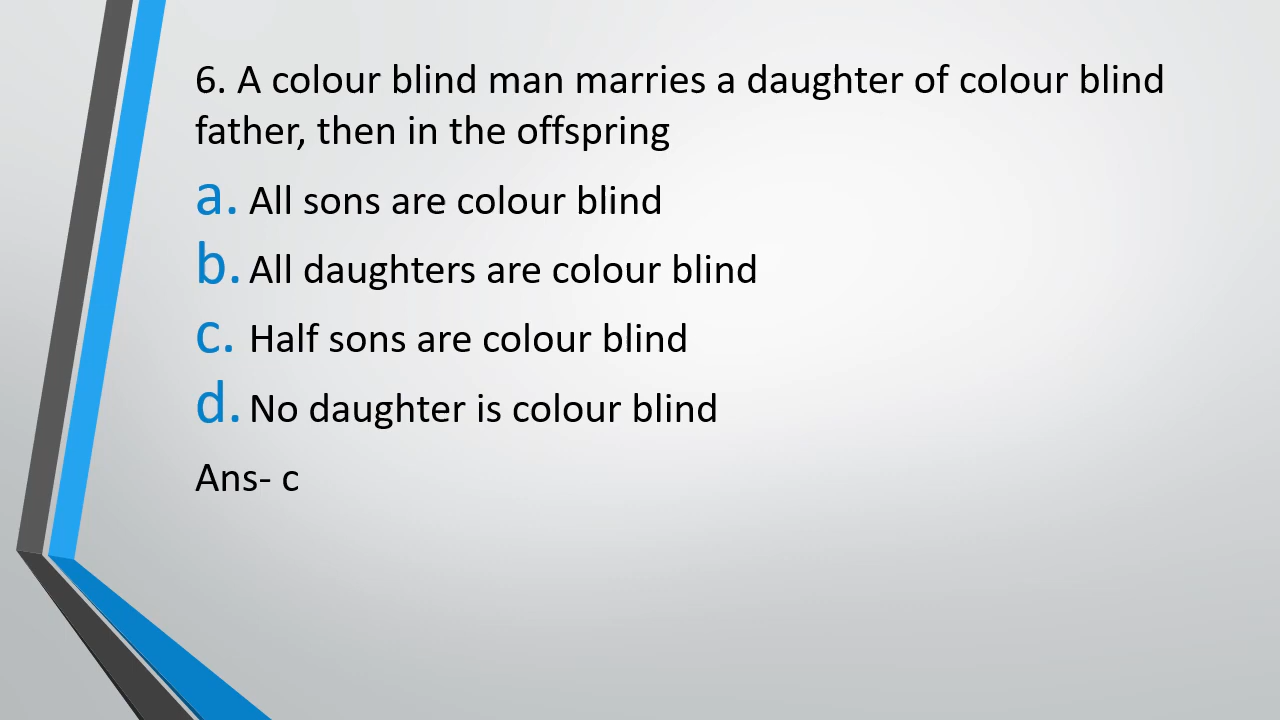 6. A colour blind man marries a daughter of colour blind
father, then in the offspring
a. All sons are colour blind
b. All daughters are colour blind
c. Half sons are colour blind
d. No daughter is colour blind
Ans- c